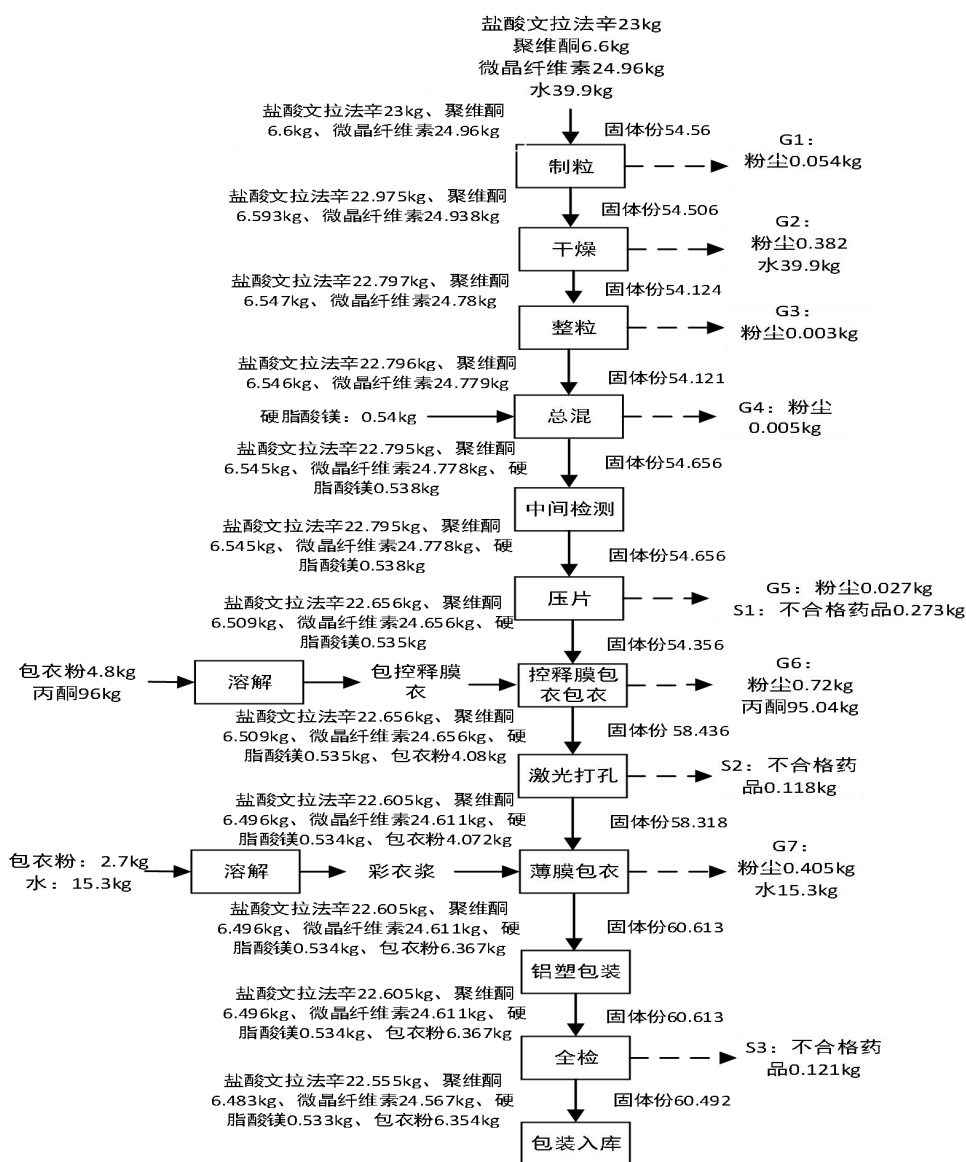 盐酸文拉法辛23kg
聚维酮6.6kg
微晶纤维素24.96kg
水39.9kg
盐酸文拉法辛23kg、聚维酮
6.6kg、微晶纤维素24.96kg
固体份54.56
制粒
G1：
粉尘0.054kg
盐酸文拉法辛22.975kg、聚维酮
6.593kg、微晶纤维素24.938kg
固体份54.506
干燥
G2：
粉尘0.382
水39.9kg
盐酸文拉法辛22.797kg、聚维酮
6.547kg、微晶纤维素24.78kg
固体份54.124
整粒
G3：
粉尘0.003kg
盐酸文拉法辛22.796kg、聚维酮
6.546kg、微晶纤维素24.779kg
固体份54.121
硬脂酸镁：0.54kg
总混
G4：粉尘
0.005kg
盐酸文拉法辛22.795kg、聚维酮
6.545kg、微晶纤维素24.778kg、硬
脂酸镁0.538kg
固体份54.656
中间检测
盐酸文拉法辛22.795kg、聚维酮
6.545kg、微晶纤维素24.778kg、硬
脂酸镁0.538kg
固体份54.656
压片
G5：粉尘0.027kg
S1：不合格药品0.273kg
盐酸文拉法辛22.656kg、聚维酮
6.509kg、微晶纤维素24.656kg、硬
脂酸镁0.535kg
固体份54.356
包衣粉4.8kg
丙酮96kg
溶解
包控释膜
衣
控释膜包
衣包衣
G6：
粉尘0.72kg
丙酮95.04kg
盐酸文拉法辛22.656kg、聚维酮
6.509kg、微晶纤维素24.656kg、硬
脂酸镁0.535kg、包衣粉4.08kg
固体份 58.436
激光打孔
S2：不合格药
品0.118kg
盐酸文拉法辛22.605kg、聚维酮
6.496kg、微晶纤维素24.611kg、硬
脂酸镁0.534kg、包衣粉4.072kg
固体份58.318
包衣粉：2.7kg
水：15.3kg
溶解
彩衣浆
薄膜包衣
G7：
粉尘0.405kg
水15.3kg
盐酸文拉法辛22.605kg、聚维酮
6.496kg、微晶纤维素24.611kg、硬
脂酸镁0.534kg、包衣粉6.367kg
固体份60.613
铝塑包装
盐酸文拉法辛22.605kg、聚维酮
6.496kg、微晶纤维素24.611kg、硬
脂酸镁0.534kg、包衣粉6.367kg
固体份60.613
全检
S3：不合格药
品0.121kg
盐酸文拉法辛22.555kg、聚维酮
6.483kg、微晶纤维素24.567kg、硬
脂酸镁0.533kg、包衣粉6.354kg
固体份60.492
包装入库